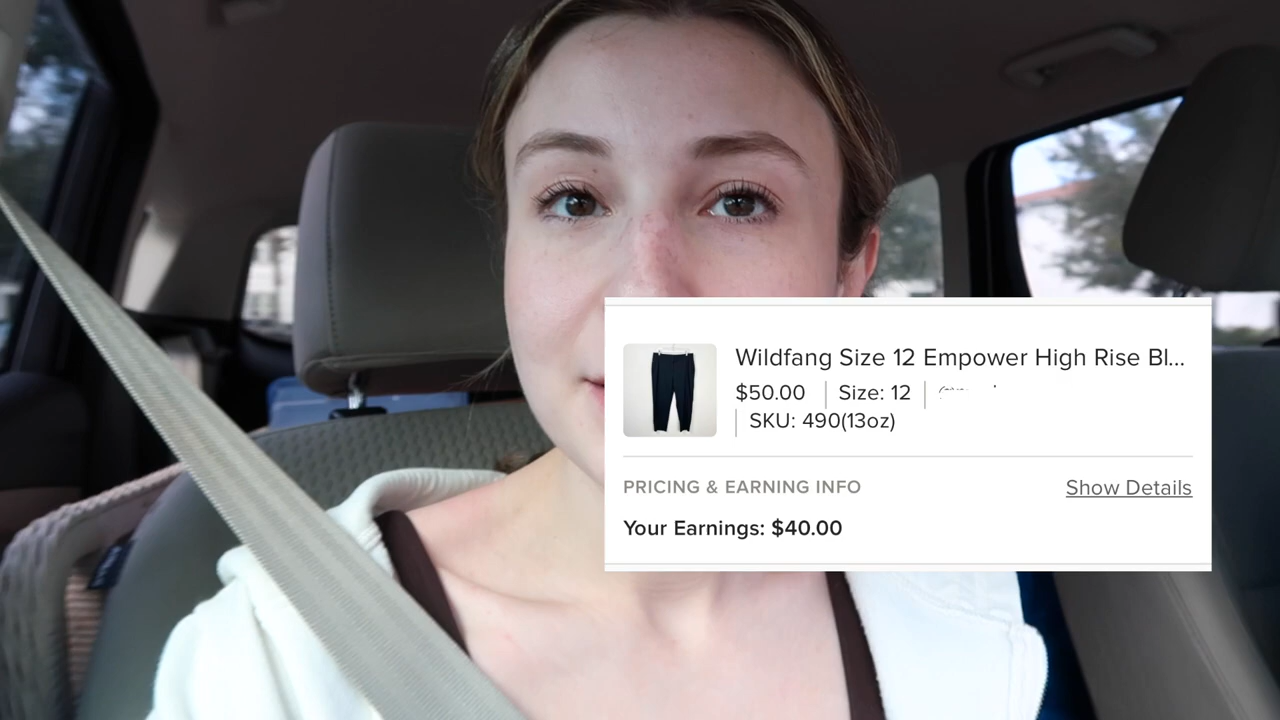 Wildfang Size 12 Empower High Rise Bl...
$50.00 | Size: 12 |
| SKU: 490(13oz)
PRICING & EARNING INFO Show Details
Your Earnings: $40.00